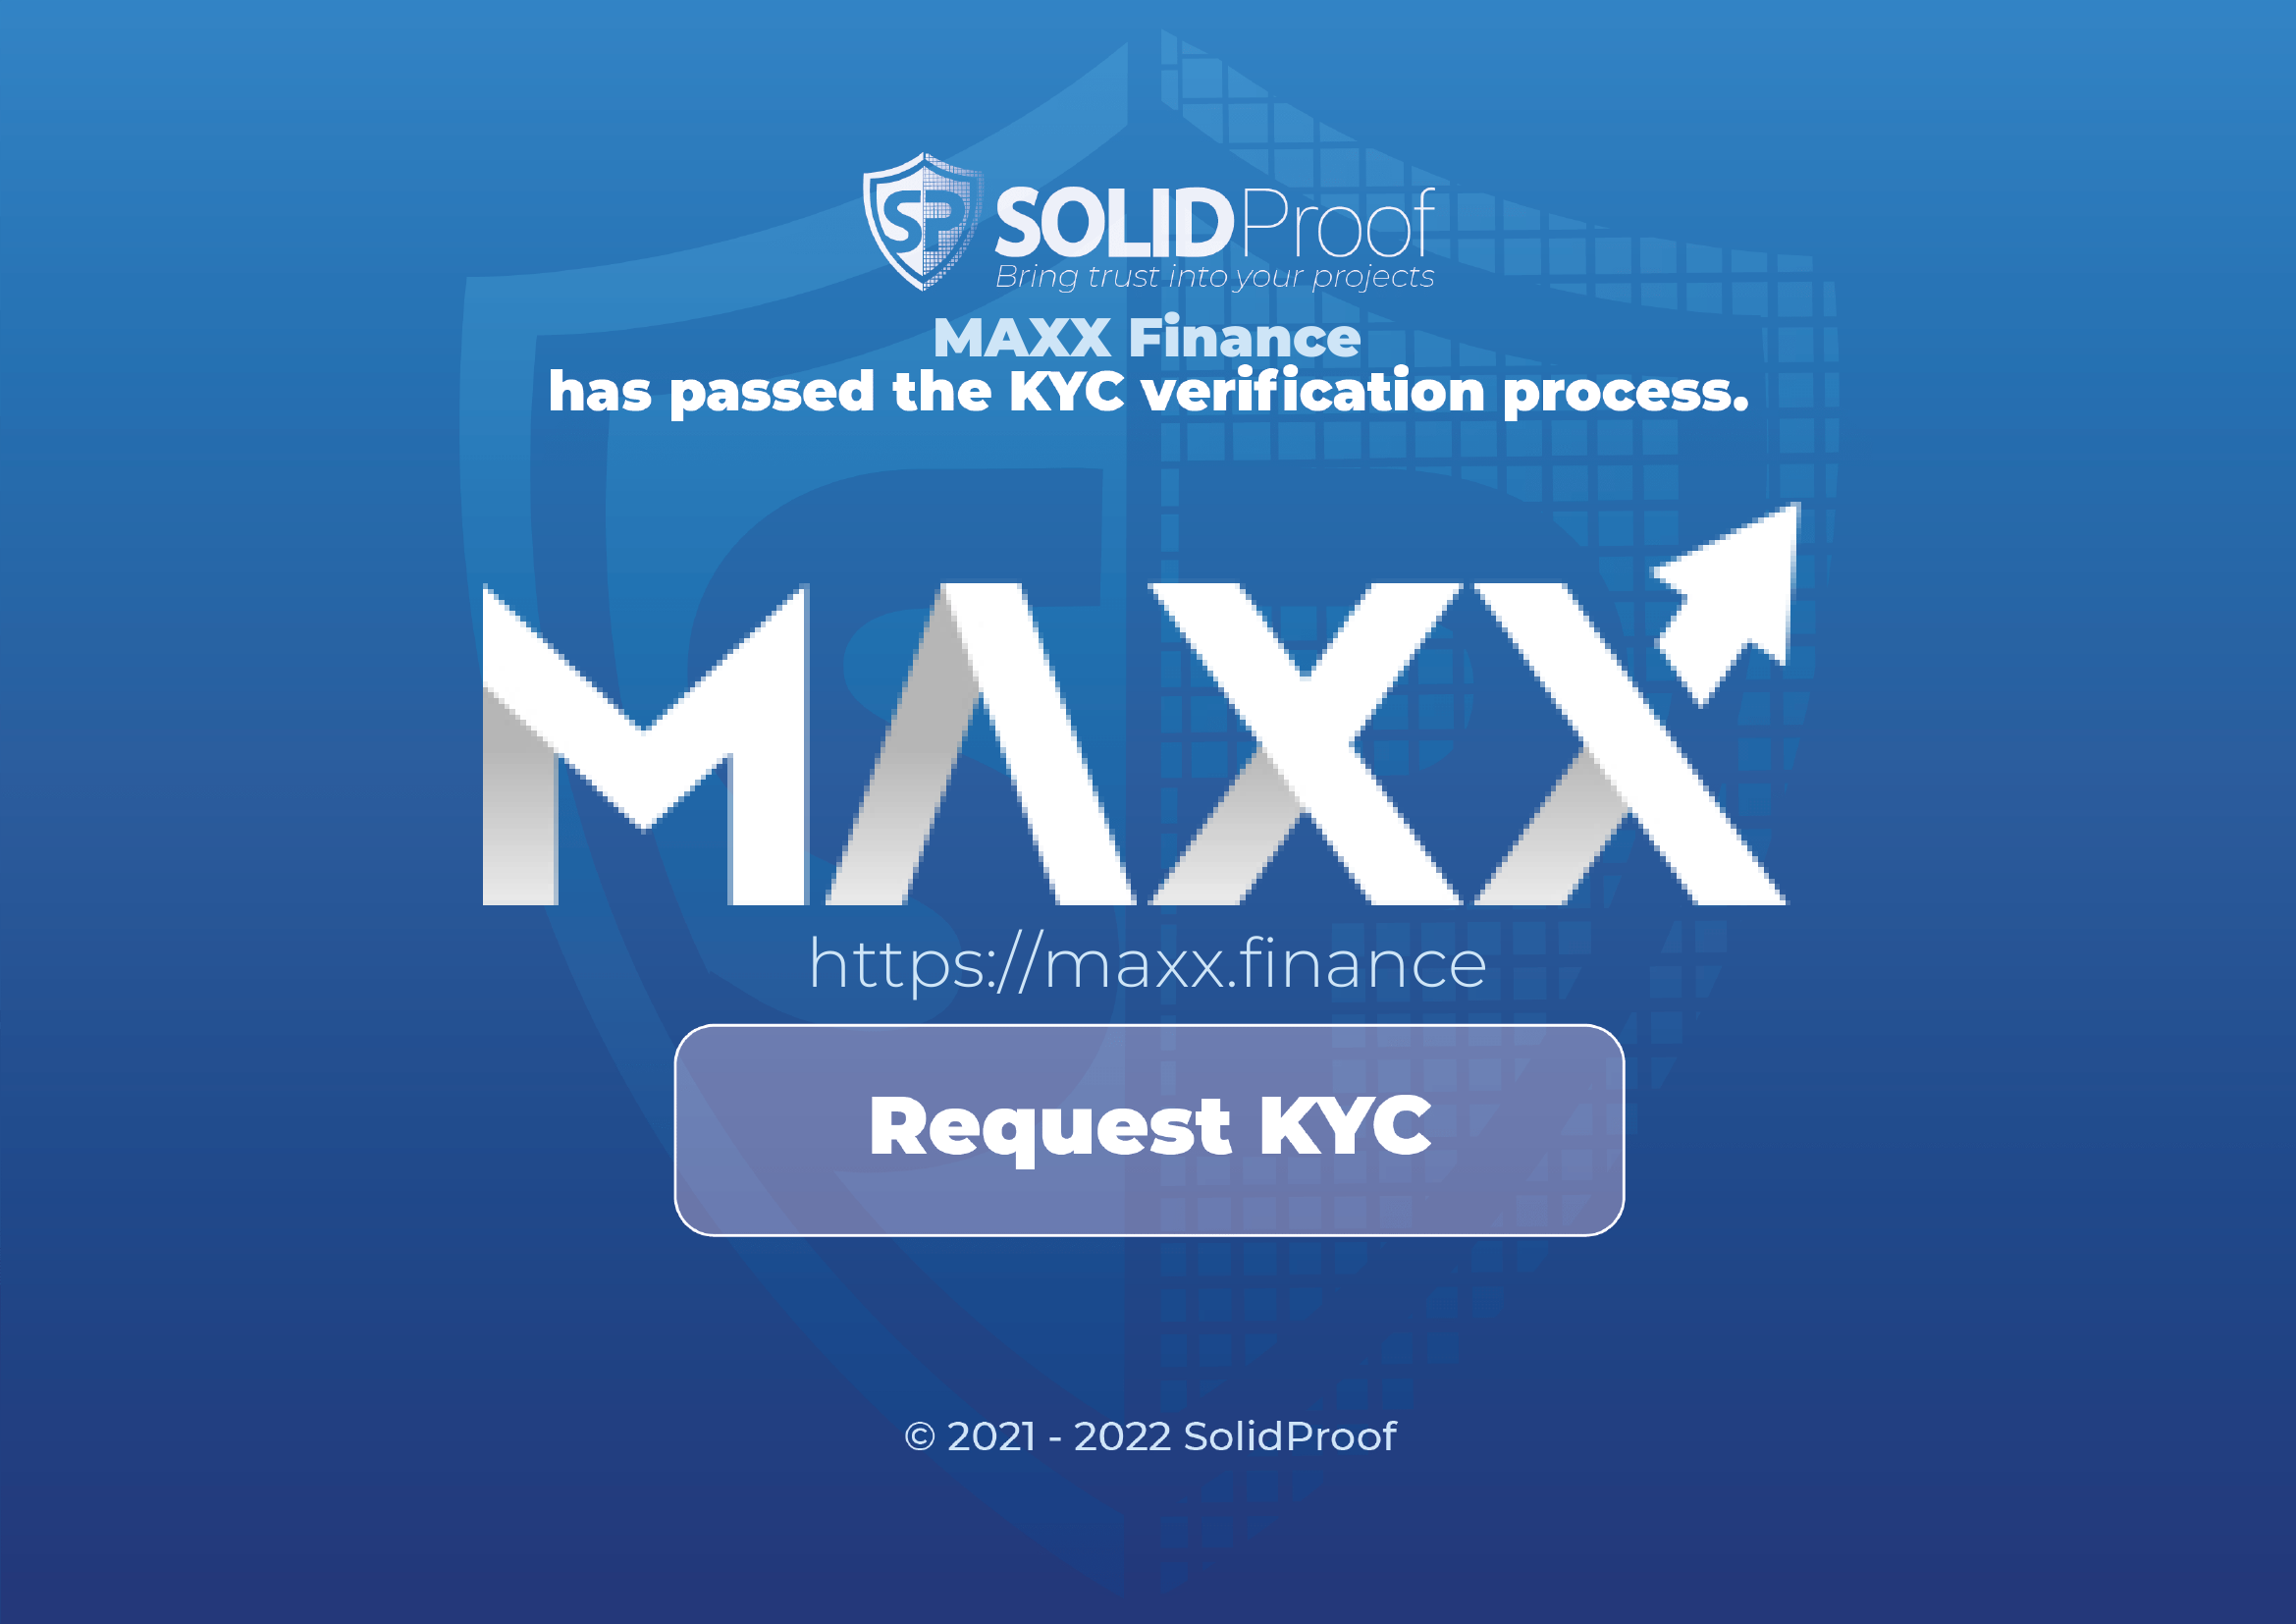 SP SOLIDProof
Bring trust into your projects
MAXX Finance
has passed the KYC verification process.
MAXX
https://maxx.finance
Request KYC
© 2021 - 2022 SolidProof